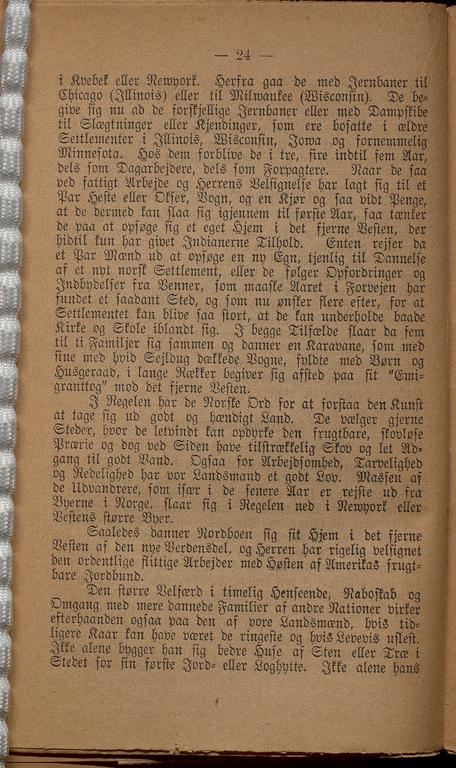 — 24 —
i Kvebek eller Newyork. Herfra gaa de med Jernbaner til
Chicago (Illinois) eller til Milwaukee (Wisconsin). De be-
give sig nu ad de forskjellige Jernbaner eller med Dampskibe
til Slægtninger eller Kjendinger, som ere bosatte i ældre
Settlementer i Illinois, Wisconsin, Jowa og fornemmelig
Minnesota. Hos dem forblive de i tre, fire indtil fem Aar,
dels som Dagarbejdere, dels som Forpagtere. Naar de saa
ved fattigt Arbejde og Herrens Velsignelse har lagt sig til et
Par Heste eller Okser, Vogn, og en Kjør og saa vidt Penge,
at de dermed kan slaa sig igjennem til første Aar, saa tænker
de paa at opsøge sig et eget Hjem i det fjerne Vesten, der
hidtil kun har givet Indianerne Tilhold. Enten rejser da
et Par Mænd ud at opsøge en ny Egn, tjenlig til Dannelse
af et nyt norsk Settlement, eller de følger Opfordringer og
Indbydelser fra Venner, som maaske Aaret i Forvejen har
fundet et saadant Sted, og som nu ønsker flere efter, for at
Settlementet kan blive saa stort, at de kan underholde baade
Kirke og Skole iblandt sig. I begge Tilfælde slaar da fem
til ti Familjer sig sammen og danner en Karavane, som med
sine med hvid Sejldug dækkede Vogne, fyldte med Børn og
Husgeraad, i lange Rækker begiver sig afsted paa sit "Emi-
granttog" mod det fjerne Vesten.
I Regelen har de Norske Ord for at forstaa den Kunst
at tage sig ud godt og hændigt Land. De vælger gjerne
Steder, hvor de letvindt kan opdyrke den frugtbare, skovløse
Prærie og dog ved Siden have tilstrækkelig Skov og let Ad-
gang til godt Vand. Ogsaa for Arbejdsomhed, Tarvelighed
og Redelighed har vor Landsmand et godt Lov. Massen af
de Udvandrere, som især i de senere Aar er rejste ud fra
Byerne i Norge, slaar sig i Regelen ned i Newyork eller
Vestens større Byer.
Saaledes danner Nordboen sig sit Hjem i det fjerne
Vesten af den nye Verdensdel, og Herren har rigelig velsignet
den ordentlige flittige Arbejder med Høsten af Amerikas frugt-
bare Jordbund.
Den større Velfærd i timelig Henseende, Naboskab og
Omgang med mere dannede Familier af andre Nationer virker
efterhaanden ogsaa paa den af vore Landsmænd, hvis tid-
ligere Kaar kan have været de ringeste og hvis Levevis uslest.
Ikke alene bygger han sig bedre Huse af Sten eller Træ i
Stedet for sin første Jord- eller Loghytte. Ikke alene hans